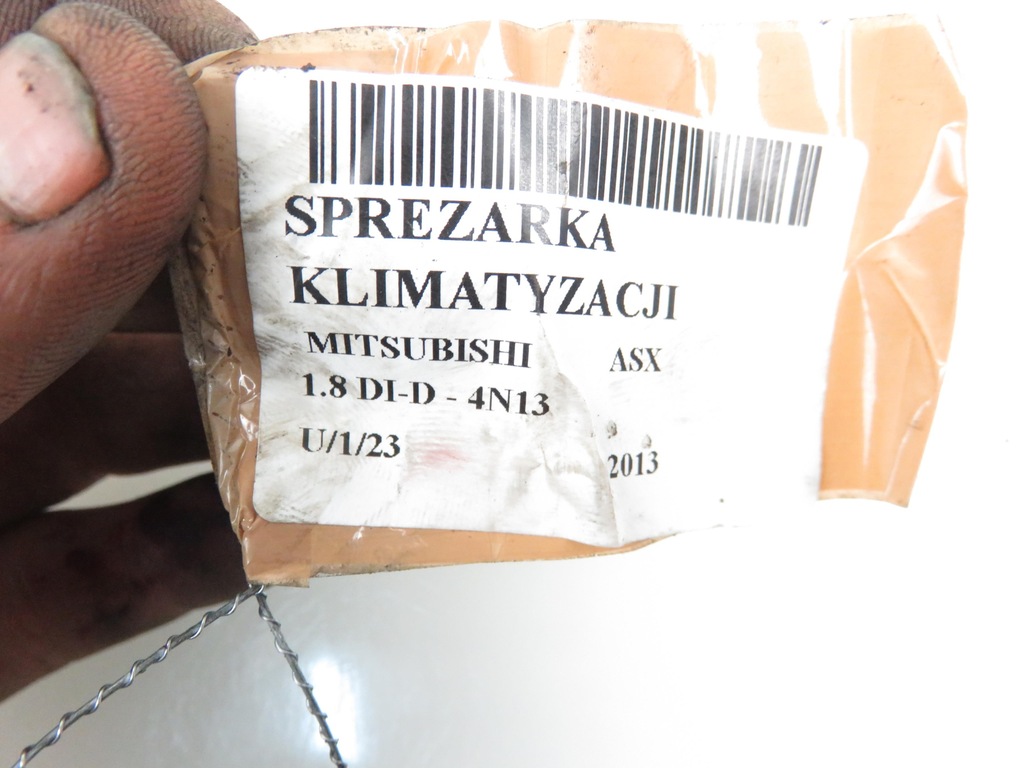 SPREZARKA
KLIMATYZACJI
MITSUBISHI ASX
1.8 DI-D - 4N13
U/1/23 2013